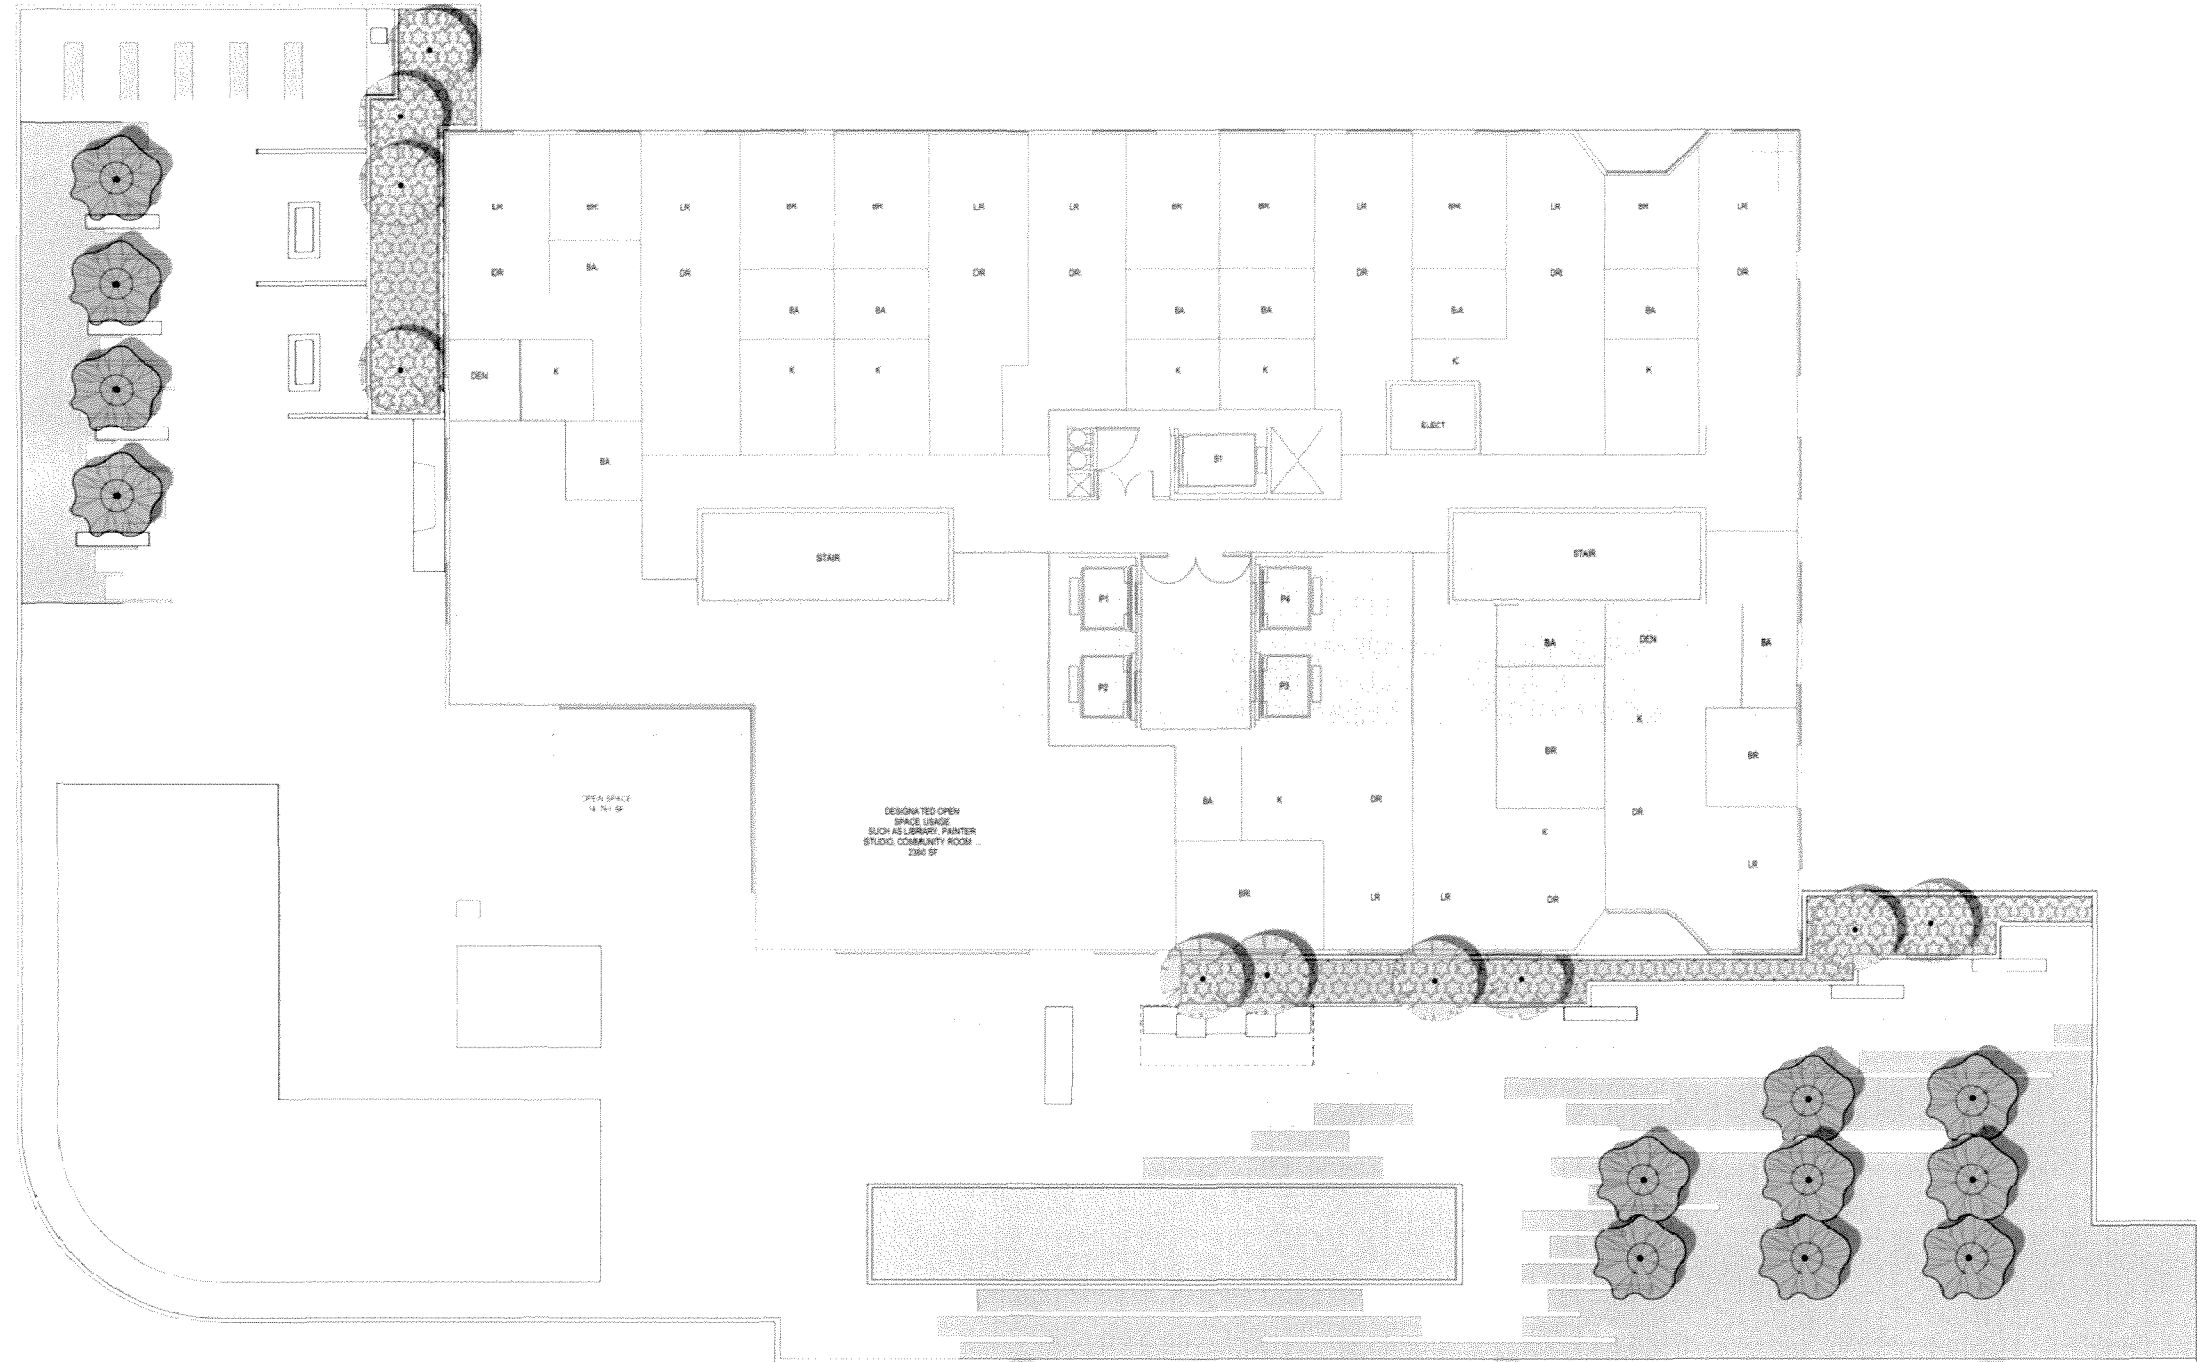 LR
BR
LR
BR
BR
LR
LR
BR
BR
LR
BR
LR
BR
LR
DR
BA
DR
DR
DR
DR
DR
DR
BA
BA
BA
BA
BA
BA
DEN
K
K
K
K
K
K
K
ELECT
BA
S1
STAIR
STAIR
P1
P4
BA
DEN
BA
P2
P3
K
BR
BR
OPEN SPACE
SF
DESIGNATED OPEN
SPACE USAGE
SUCH AS LIBRARY, PAINTER
STUDIO, COMMUNITY ROOM ...
SF
BA
K
DR
DR
K
LR
BR
LR
LR
DR